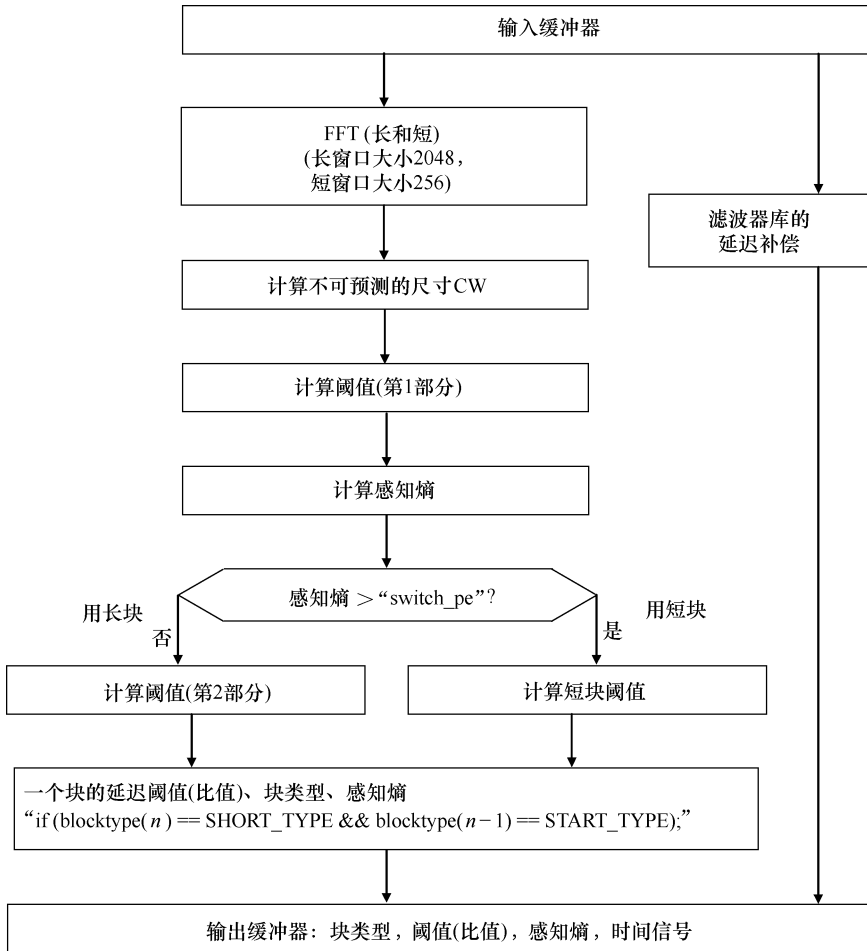 输入缓冲器
FFT (长和短)
(长窗口大小2048，
短窗口大小256)
滤波器库的
延迟补偿
计算不可预测的尺寸CW
计算阈值(第1部分)
计算感知熵
感知熵 > “switch_pe”?
用长块
否
是
用短块
计算阈值(第2部分)
计算短块阈值
一个块的延迟阈值(比值)、块类型、感知熵
“if (blocktype(n) == SHORT_TYPE && blocktype(n−1) == START_TYPE);”
输出缓冲器：块类型，阈值(比值)，感知熵，时间信号